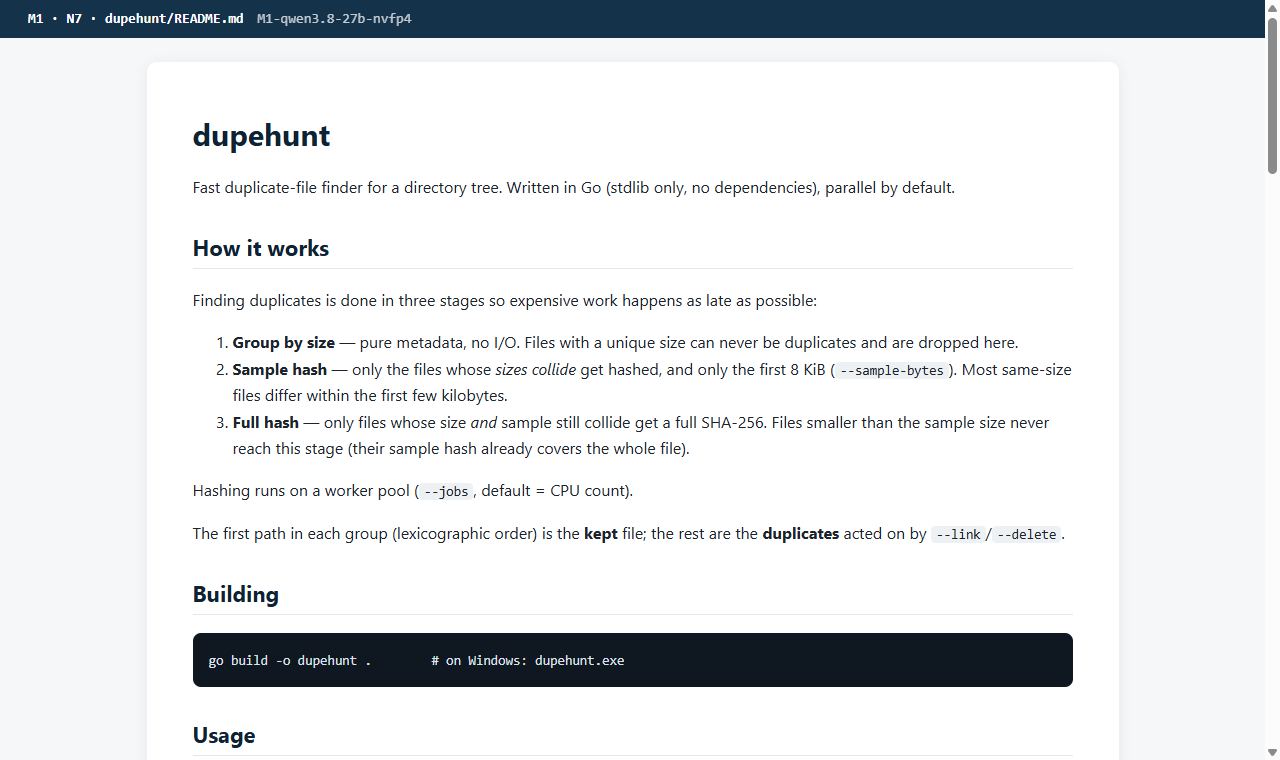 M1 · N7 · dupehunt/README.md M1-qwen3.8-27b-nvfp4
dupehunt
Fast duplicate-file finder for a directory tree. Written in Go (stdlib only, no dependencies), parallel by default.
How it works
Finding duplicates is done in three stages so expensive work happens as late as possible:
1. Group by size — pure metadata, no I/O. Files with a unique size can never be duplicates and are dropped here.
2. Sample hash — only the files whose sizes collide get hashed, and only the first 8 KiB ( --sample-bytes ). Most same-size
files differ within the first few kilobytes.
3. Full hash — only files whose size and sample still collide get a full SHA-256. Files smaller than the sample size never
reach this stage (their sample hash already covers the whole file).
Hashing runs on a worker pool ( --jobs , default = CPU count).
The first path in each group (lexicographic order) is the kept file; the rest are the duplicates acted on by --link / --delete .
Building
go build -o dupehunt .        # on Windows: dupehunt.exe
Usage